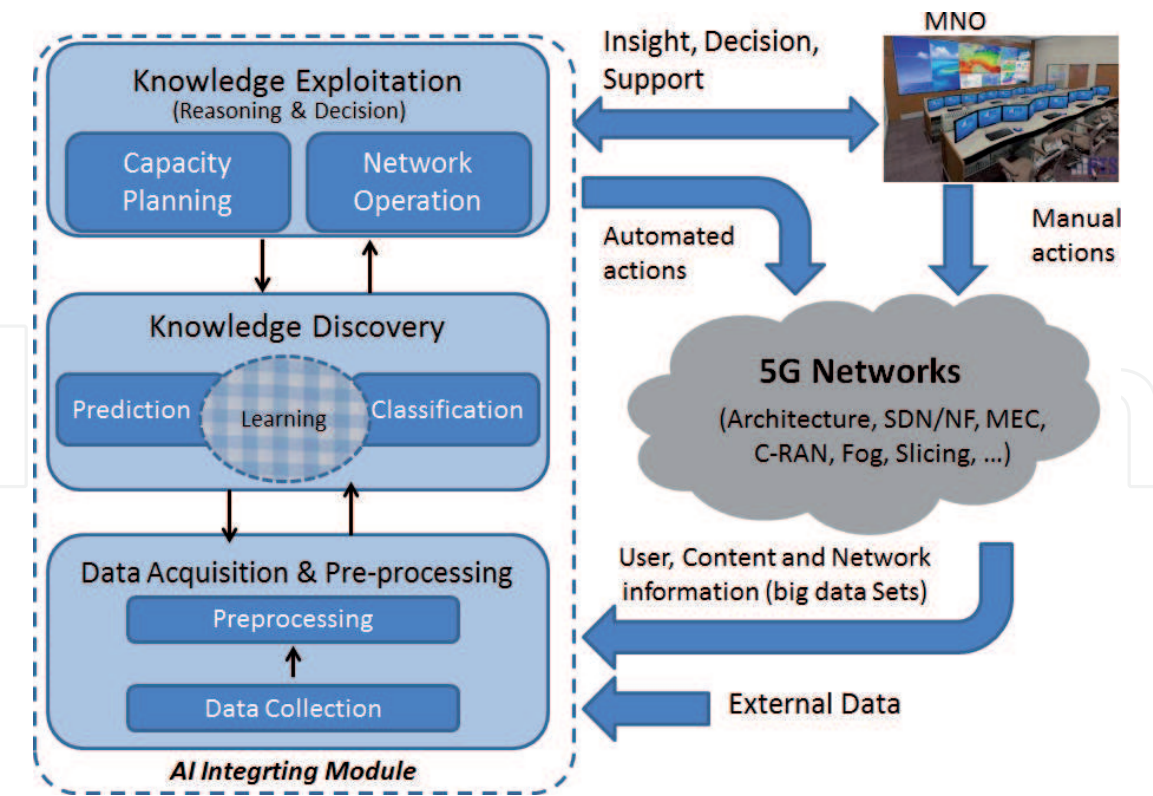 Knowledge Exploitation
(Reasoning & Decision)
Capacity
Planning
Network
Operation
Knowledge Discovery
Prediction
Learning
Classification
Data Acquisition & Pre-processing
Preprocessing
Data Collection
AI Integrting Module
Insight, Decision,
Support
MNO
Automated
actions
Manual
actions
5G Networks
(Architecture, SDN/NF, MEC,
C-RAN, Fog, Slicing, ...)
User, Content and Network
information (big data Sets)
External Data